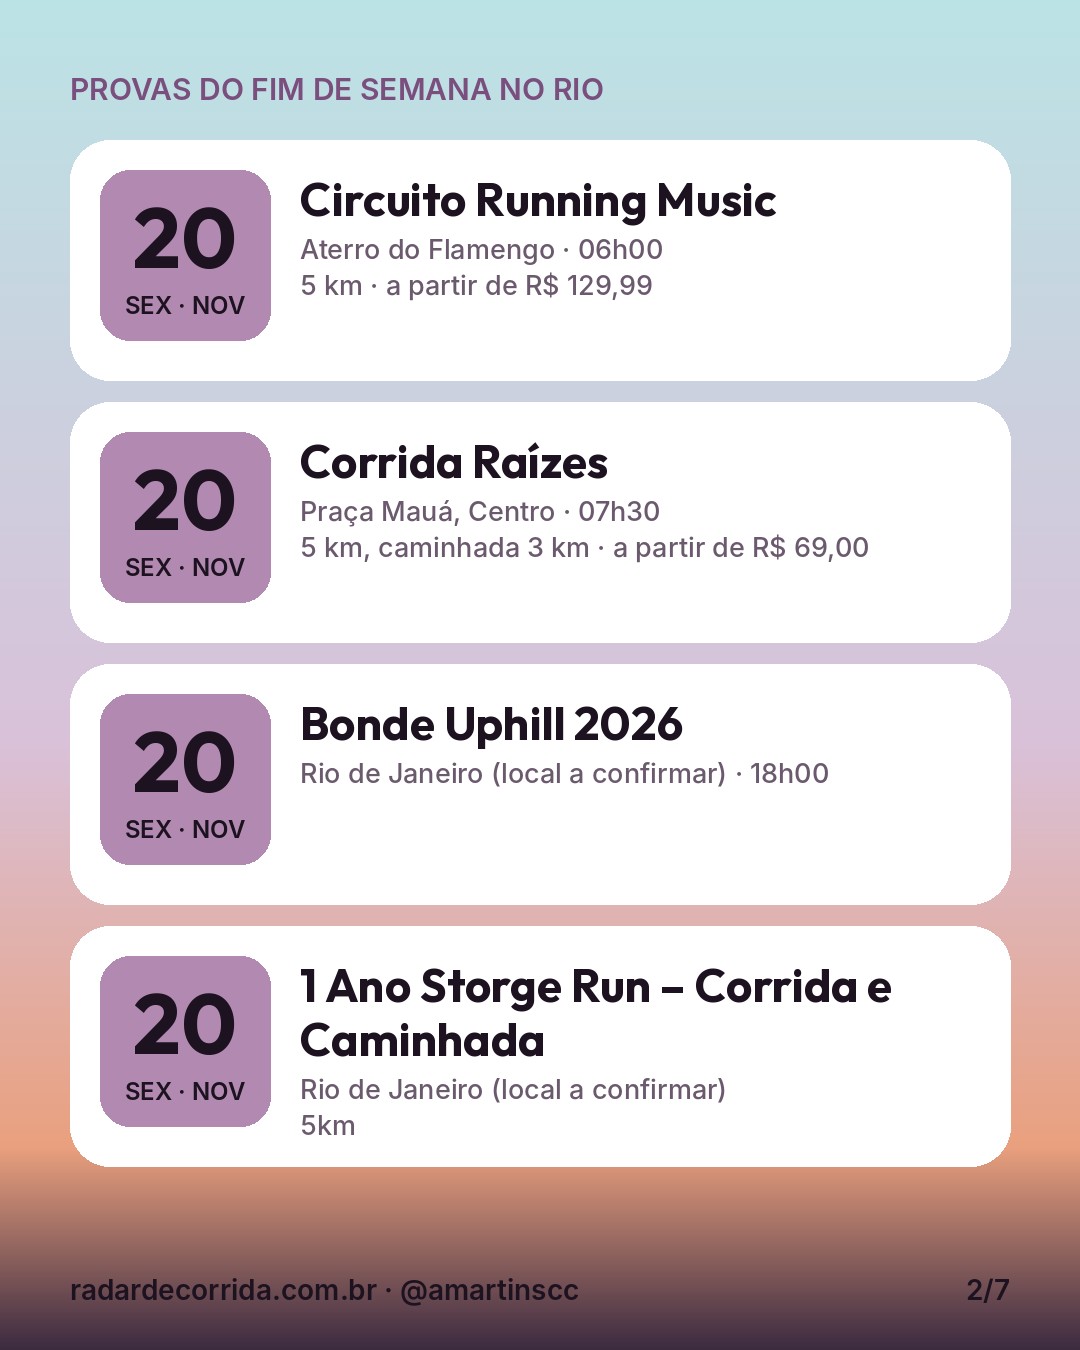 PROVAS DO FIM DE SEMANA NO RIO
20
SEX · NOV
Circuito Running Music
Aterro do Flamengo · 06h00
5 km · a partir de R$ 129,99
20
SEX · NOV
Corrida Raízes
Praça Mauá, Centro · 07h30
5 km, caminhada 3 km · a partir de R$ 69,00
20
SEX · NOV
Bonde Uphill 2026
Rio de Janeiro (local a confirmar) · 18h00
20
SEX · NOV
1 Ano Storge Run – Corrida e
Caminhada
Rio de Janeiro (local a confirmar)
5km
radardecorrida.com.br · @amartinscc
2/7